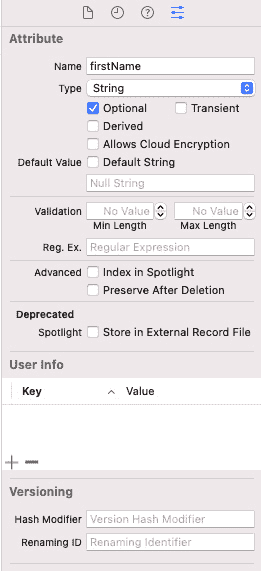 Attribute
Name firstName
Type String
Optional Transient
Derived
Allows Cloud Encryption
Default Value Default String
Null String
Validation No Value No Value
Min Length Max Length
Reg. Ex. Regular Expression
Advanced Index in Spotlight
Preserve After Deletion
Deprecated
Spotlight Store in External Record File
User Info
Key Value
Versioning
Hash Modifier Version Hash Modifier
Renaming ID Renaming Identifier